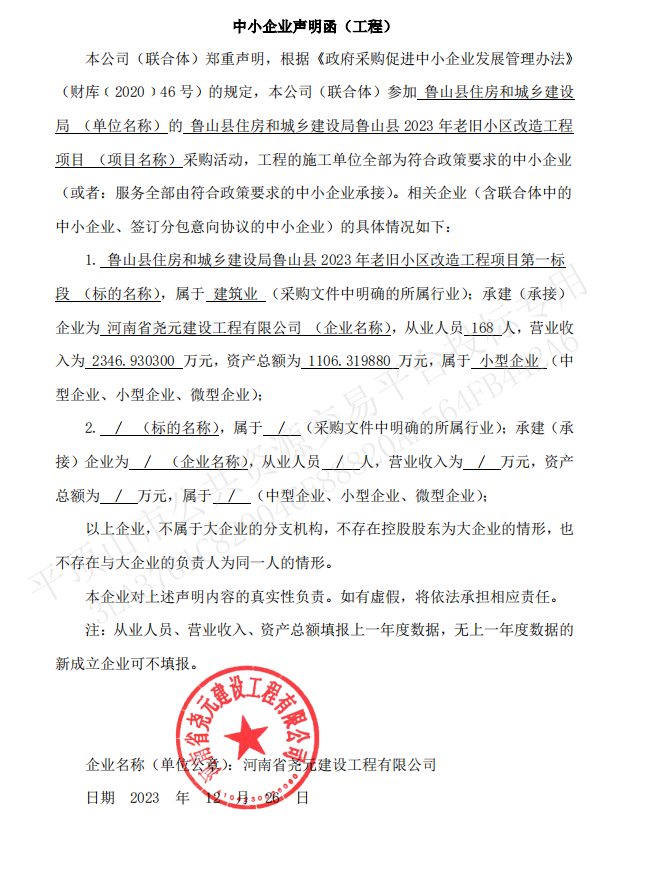 中小企业声明函（工程）
本公司（联合体）郑重声明，根据《政府采购促进中小企业发展管理办法》
（财库﹝2020﹞46 号）的规定，本公司（联合体）参加 鲁山县住房和城乡建设
局 （单位名称）的 鲁山县住房和城乡建设局鲁山县 2023 年老旧小区改造工程
项目 （项目名称）采购活动，工程的施工单位全部为符合政策要求的中小企业
（或者：服务全部由符合政策要求的中小企业承接）。相关企业（含联合体中的
中小企业、签订分包意向协议的中小企业）的具体情况如下：
1. 鲁山县住房和城乡建设局鲁山县 2023 年老旧小区改造工程项目第一标
段 （标的名称），属于 建筑业 （采购文件中明确的所属行业）；承建（承接）
企业为 河南省尧元建设工程有限公司 （企业名称），从业人员 168 人，营业收
入为 2346.930300 万元，资产总额为 1106.319880 万元，属于 小型企业 （中
型企业、小型企业、微型企业）；
2. / （标的名称），属于 / （采购文件中明确的所属行业）；承建（承
接）企业为 / （企业名称），从业人员 / 人，营业收入为 / 万元，资产
总额为 / 万元，属于 / （中型企业、小型企业、微型企业）；
以上企业，不属于大企业的分支机构，不存在控股股东为大企业的情形，也
不存在与大企业的负责人为同一人的情形。
本企业对上述声明内容的真实性负责。如有虚假，将依法承担相应责任。
注：从业人员、营业收入、资产总额填报上一年度数据，无上一年度数据的
新成立企业可不填报。
河南省尧元建设工程有限公司
企业名称（单位公章）：河南省尧元建设工程有限公司
日期 2023 年 12 月 26 日
平顶山市公共资源交易平台投标专用